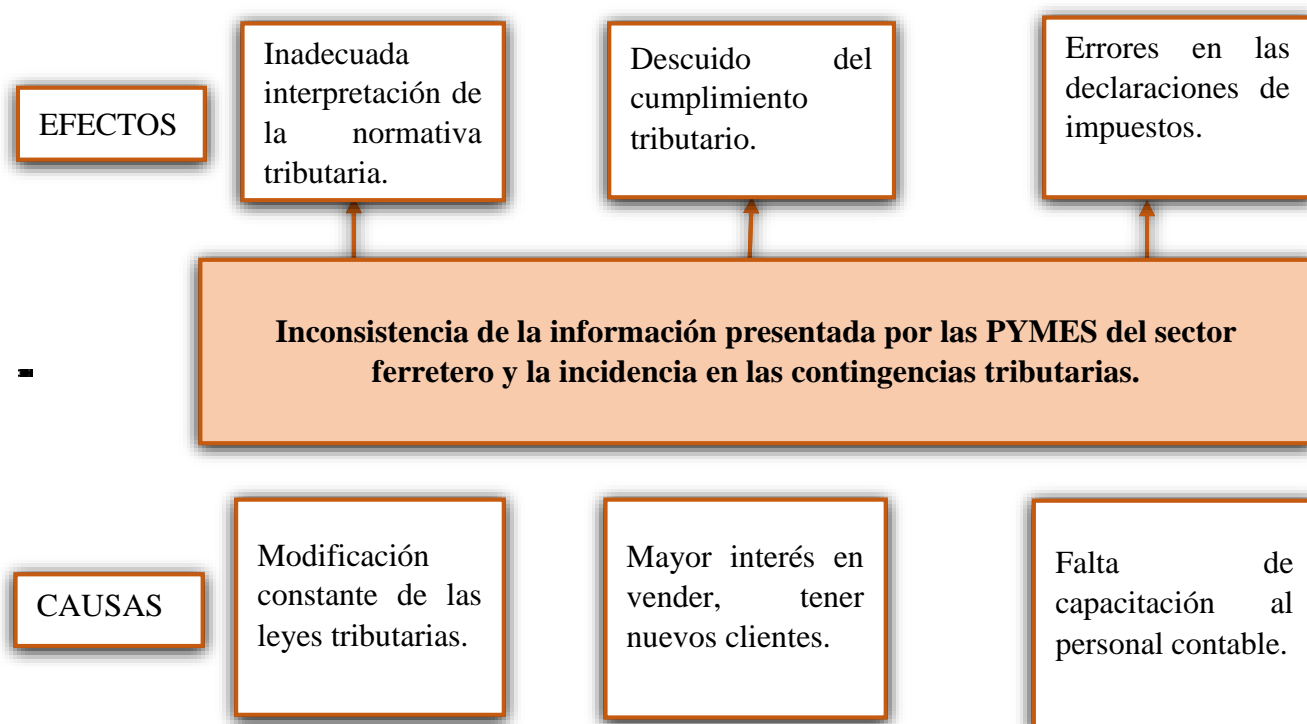 EFECTOS
Inadecuada
interpretación de
la normativa
tributaria.
Descuido del
cumplimiento
tributario.
Errores en las
declaraciones de
impuestos.
Inconsistencia de la información presentada por las PYMES del sector
ferretero y la incidencia en las contingencias tributarias.
CAUSAS
Modificación
constante de las
leyes tributarias.
Mayor interés en
vender, tener
nuevos clientes.
Falta de
capacitación al
personal contable.